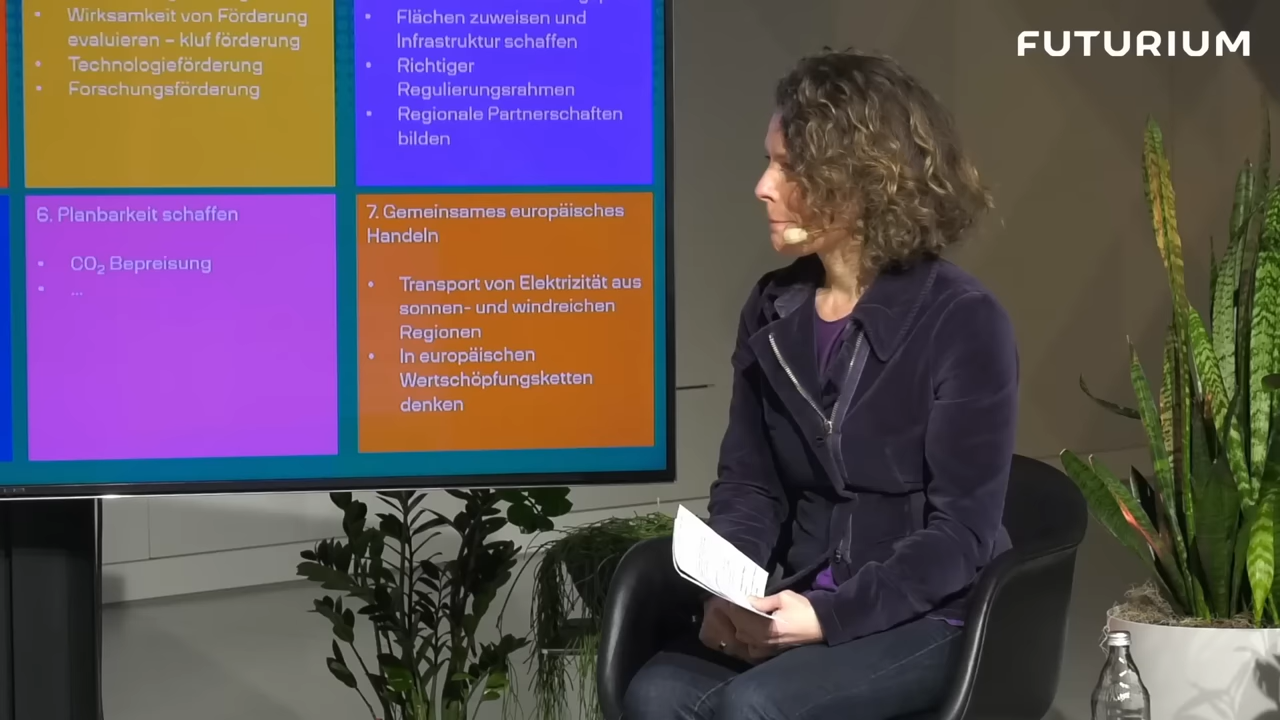 FUTURIUM
Wirksamkeit von Förderung
evaluieren – kluf förderung
Technologieförderung
Forschungsförderung
Flächen zuweisen und
Infrastruktur schaffen
Richtiger
Regulierungsrahmen
Regionale Partnerschaften
bilden
6. Planbarkeit schaffen
CO₂ Bepreisung
...
7. Gemeinsames europäisches
Handeln
Transport von Elektrizität aus
sonnen- und windreichen
Regionen
In europäischen
Wertschöpfungsketten
denken